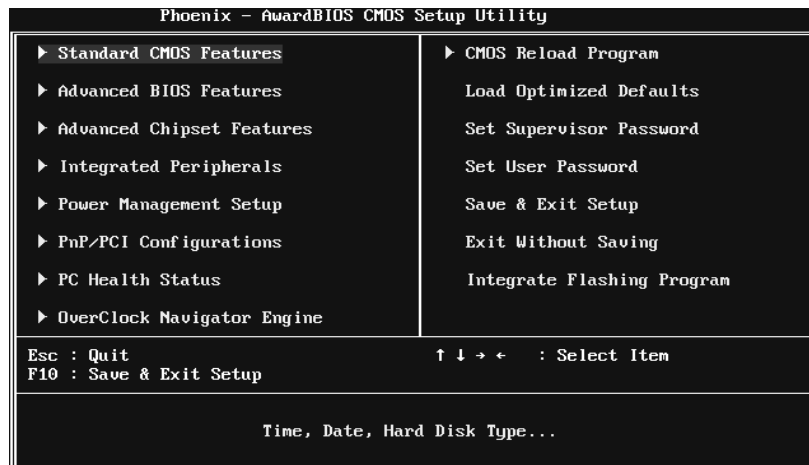 Phoenix - AwardBIOS CMOS Setup Utility
▶ Standard CMOS Features
▶ Advanced BIOS Features
▶ Advanced Chipset Features
▶ Integrated Peripherals
▶ Power Management Setup
▶ PnP/PCI Configurations
▶ PC Health Status
▶ OverClock Navigator Engine
▶ CMOS Reload Program
Load Optimized Defaults
Set Supervisor Password
Set User Password
Save & Exit Setup
Exit Without Saving
Integrate Flashing Program
Esc : Quit
F10 : Save & Exit Setup
↑ ↓ → ← : Select Item
Time, Date, Hard Disk Type...